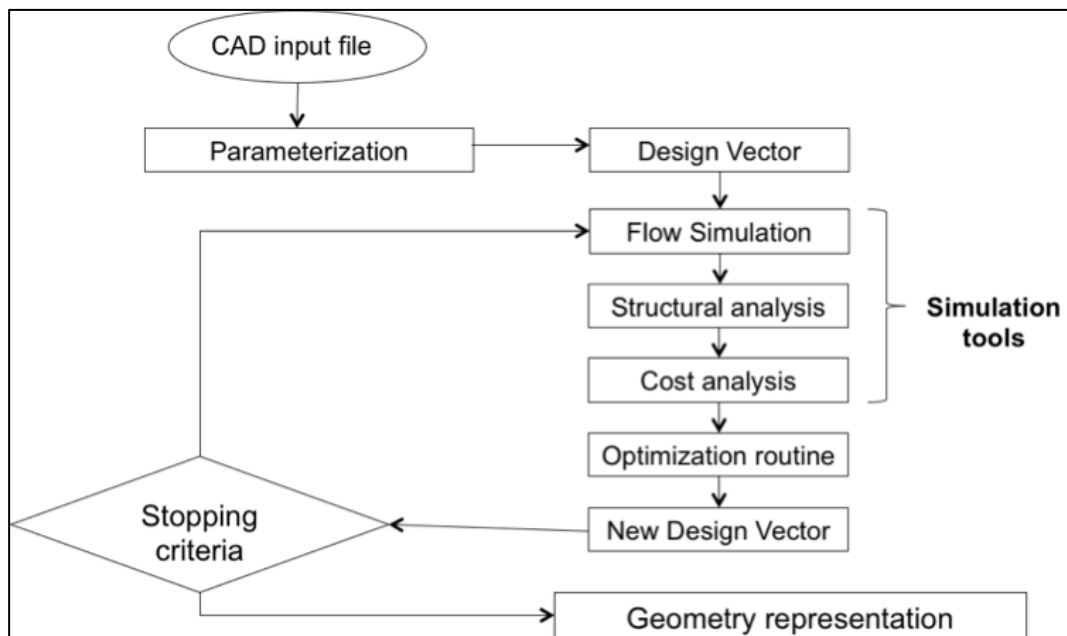 CAD input file
Parameterization
Design Vector
Flow Simulation
Structural analysis
Simulation
tools
Cost analysis
Optimization routine
Stopping
criteria
New Design Vector
Geometry representation